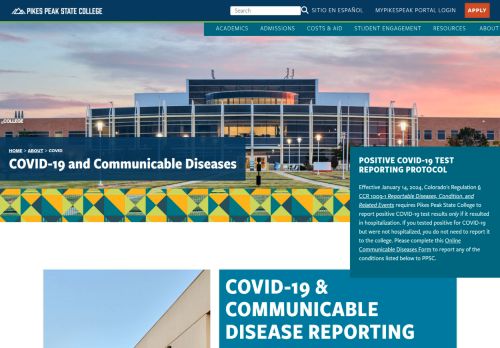 PIKES PEAK STATE COLLEGE
Search
SITIO EN ESPAÑOL
MYPIKESPEAK PORTAL LOGIN
APPLY
ACADEMICS
ADMISSIONS
COSTS & AID
STUDENT ENGAGEMENT
RESOURCES
ABOUT
COLLEGE
HOME > ABOUT > COVID
COVID-19 and Communicable Diseases
POSITIVE COVID-19 TEST
REPORTING PROTOCOL
Effective January 14, 2024, Colorado's Regulation 6
CCR 1009-1 Reportable Diseases, Condition, and
Related Events requires Pikes Peak State College to
report positive COVID-19 test results only if it resulted
in hospitalization. If you tested positive for COVID-19
but were not hospitalized, you do not need to report it
to the college. Please complete this Online
Communicable Diseases Form to report any of the
conditions listed below to PPSC.
COVID-19 &
COMMUNICABLE
DISEASE REPORTING